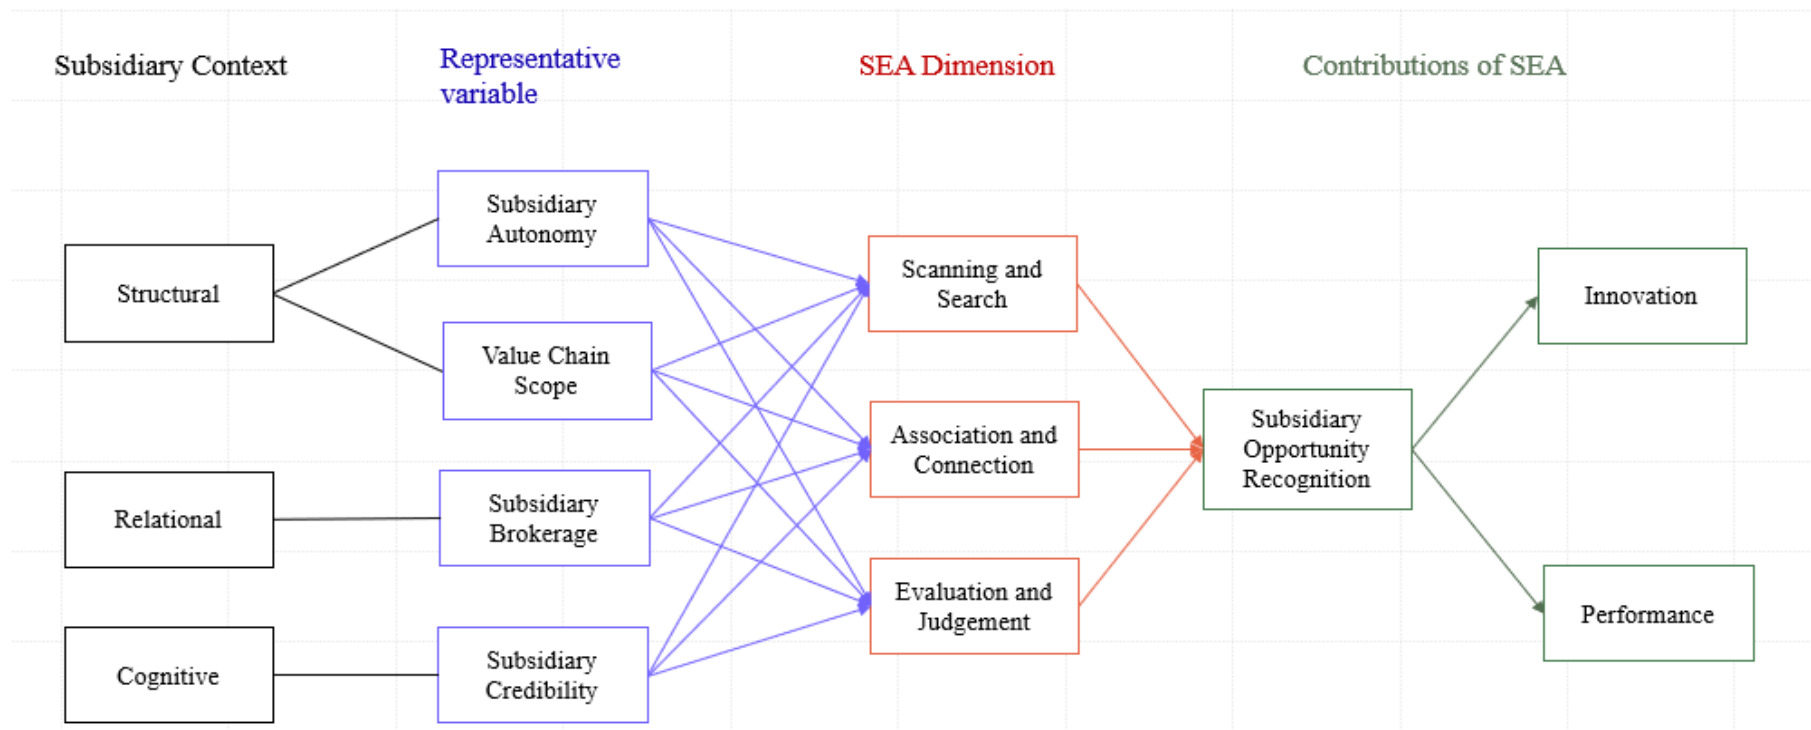 Subsidiary Context
Representative
variable
SEA Dimension
Contributions of SEA
Structural
Relational
Cognitive
Subsidiary
Autonomy
Value Chain
Scope
Subsidiary
Brokerage
Subsidiary
Credibility
Scanning and
Search
Association and
Connection
Evaluation and
Judgement
Subsidiary
Opportunity
Recognition
Innovation
Performance